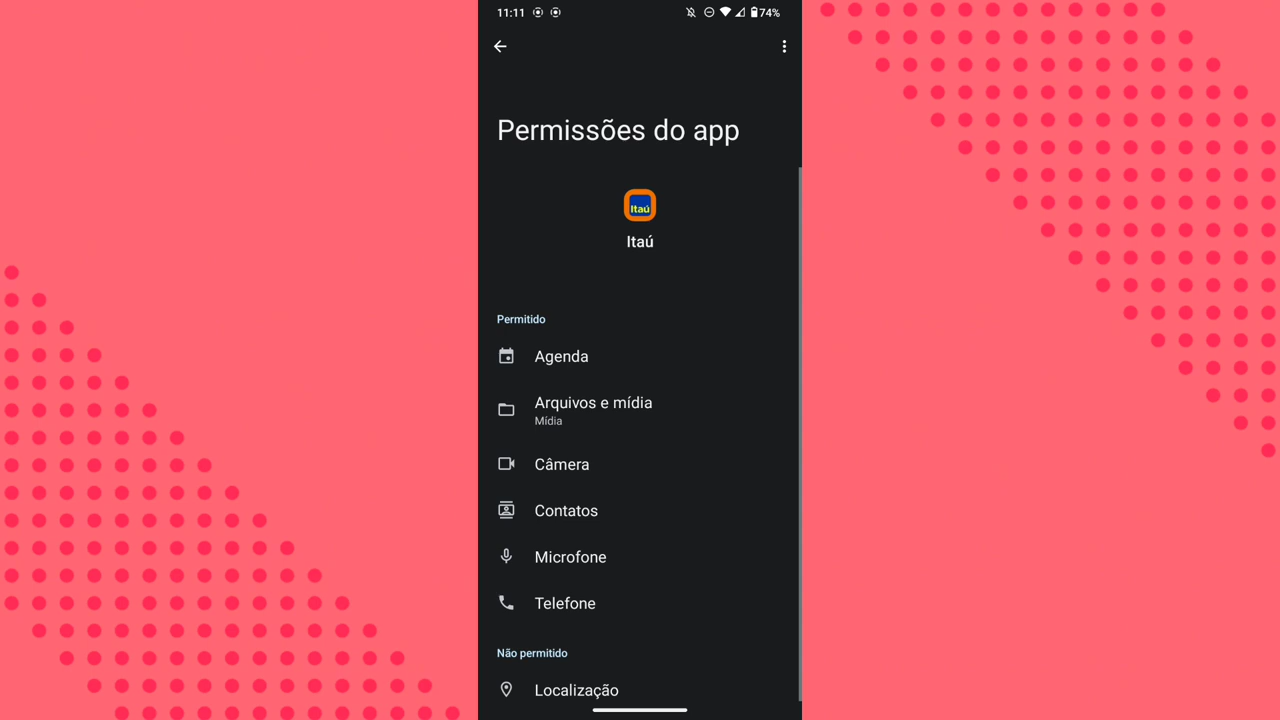 11:11
74%
Permissões do app
Itaú
Itaú
Permitido
Agenda
Arquivos e mídia
Mídia
Câmera
Contatos
Microfone
Telefone
Não permitido
Localização